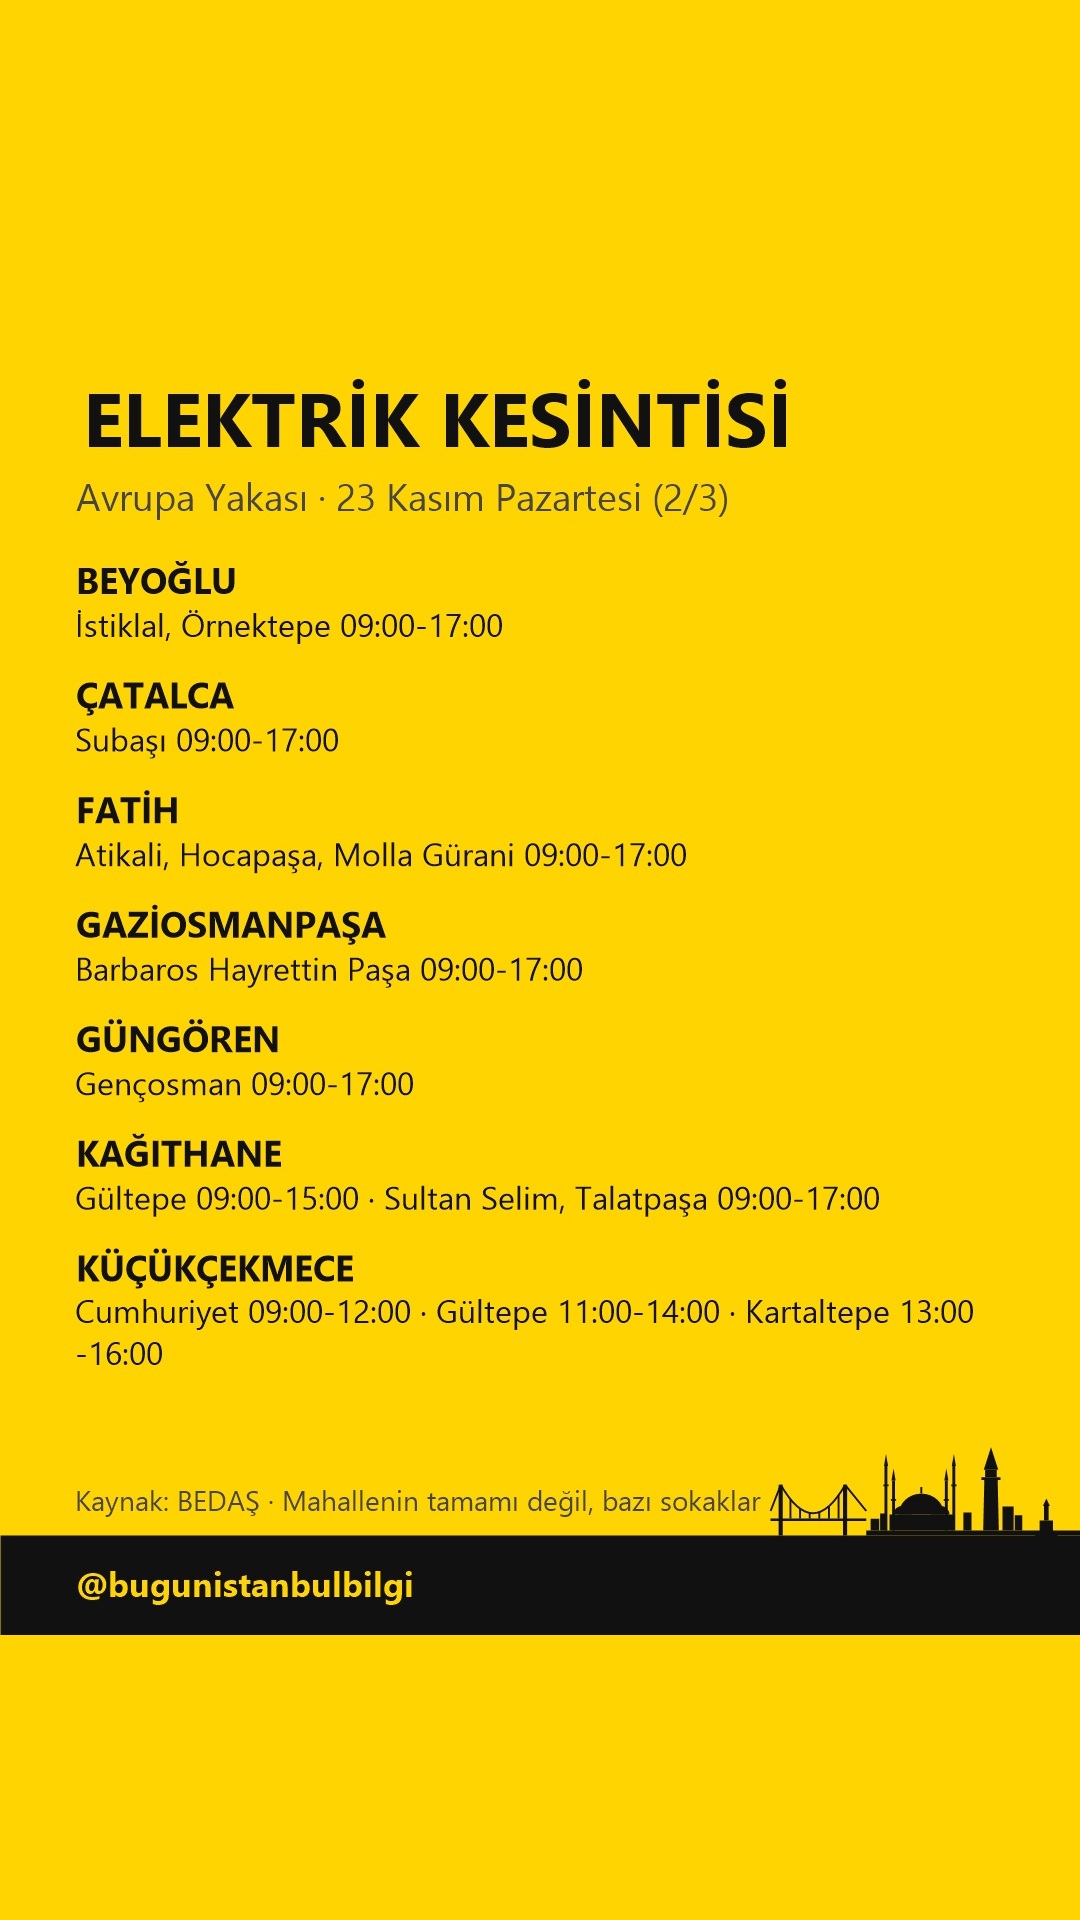 ELEKTRİK KESİNTİSİ
Avrupa Yakası · 23 Kasım Pazartesi (2/3)
BEYOĞLU
İstiklal, Örnektepe 09:00-17:00
ÇATALCA
Subaşı 09:00-17:00
FATİH
Atikali, Hocapaşa, Molla Gürani 09:00-17:00
GAZİOSMANPAŞA
Barbaros Hayrettin Paşa 09:00-17:00
GÜNGÖREN
Gençosman 09:00-17:00
KAĞITHANE
Gültepe 09:00-15:00 · Sultan Selim, Talatpaşa 09:00-17:00
KÜÇÜKÇEKMECE
Cumhuriyet 09:00-12:00 · Gültepe 11:00-14:00 · Kartaltepe 13:00
-16:00
Kaynak: BEDAŞ · Mahallenin tamamı değil, bazı sokaklar
@bugunistanbulbilgi